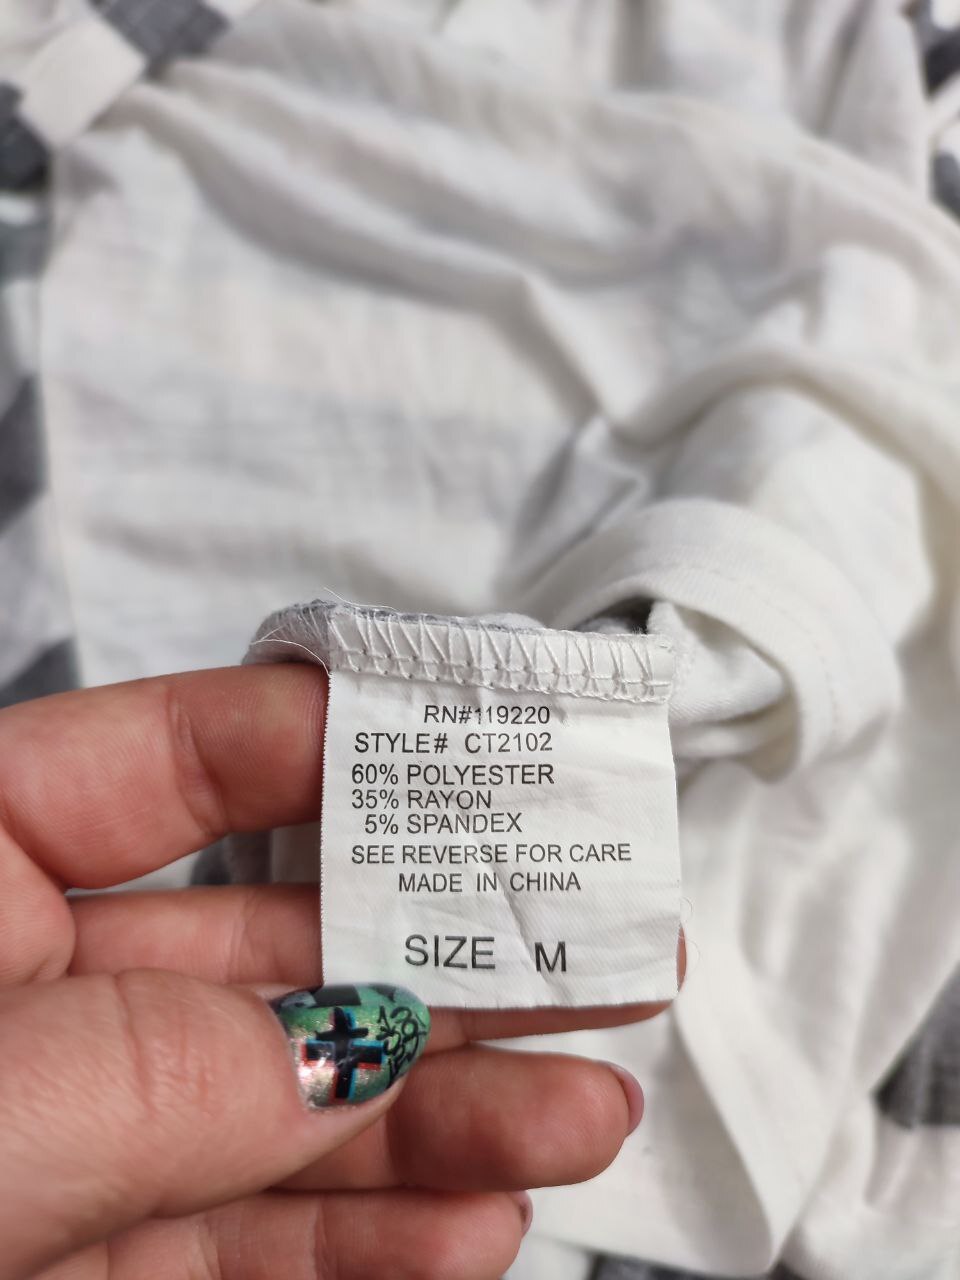 RN#119220
STYLE# CT2102
60% POLYESTER
35% RAYON
5% SPANDEX
SEE REVERSE FOR CARE
MADE IN CHINA
SIZE M